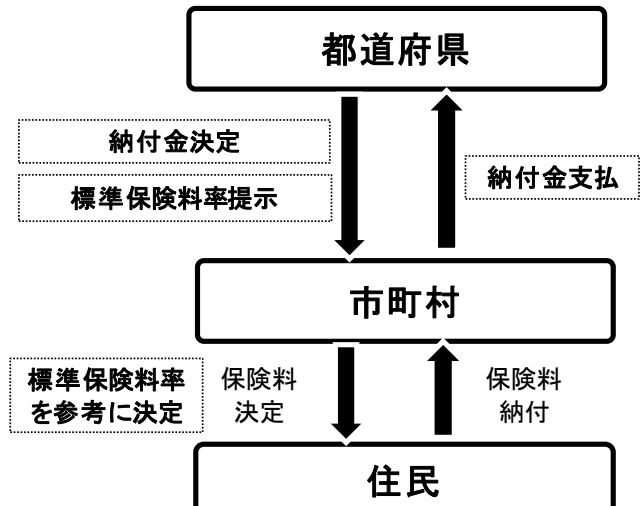 都道府県
納付金決定
標準保険料率提示
納付金支払
市町村
標準保険料率
を参考に決定
保険料
決定
保険料
納付
住民